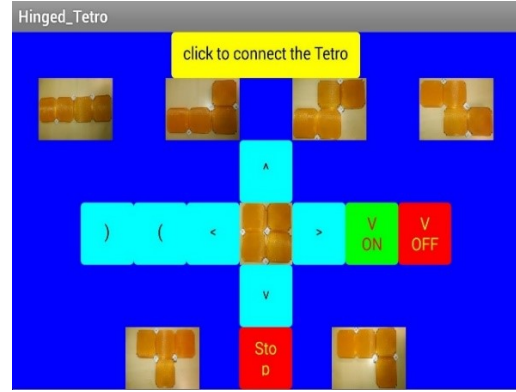 Hinged_Tetro
click to connect the Tetro
^
)
(
<
>
V
ON
V
OFF
v
Sto
p